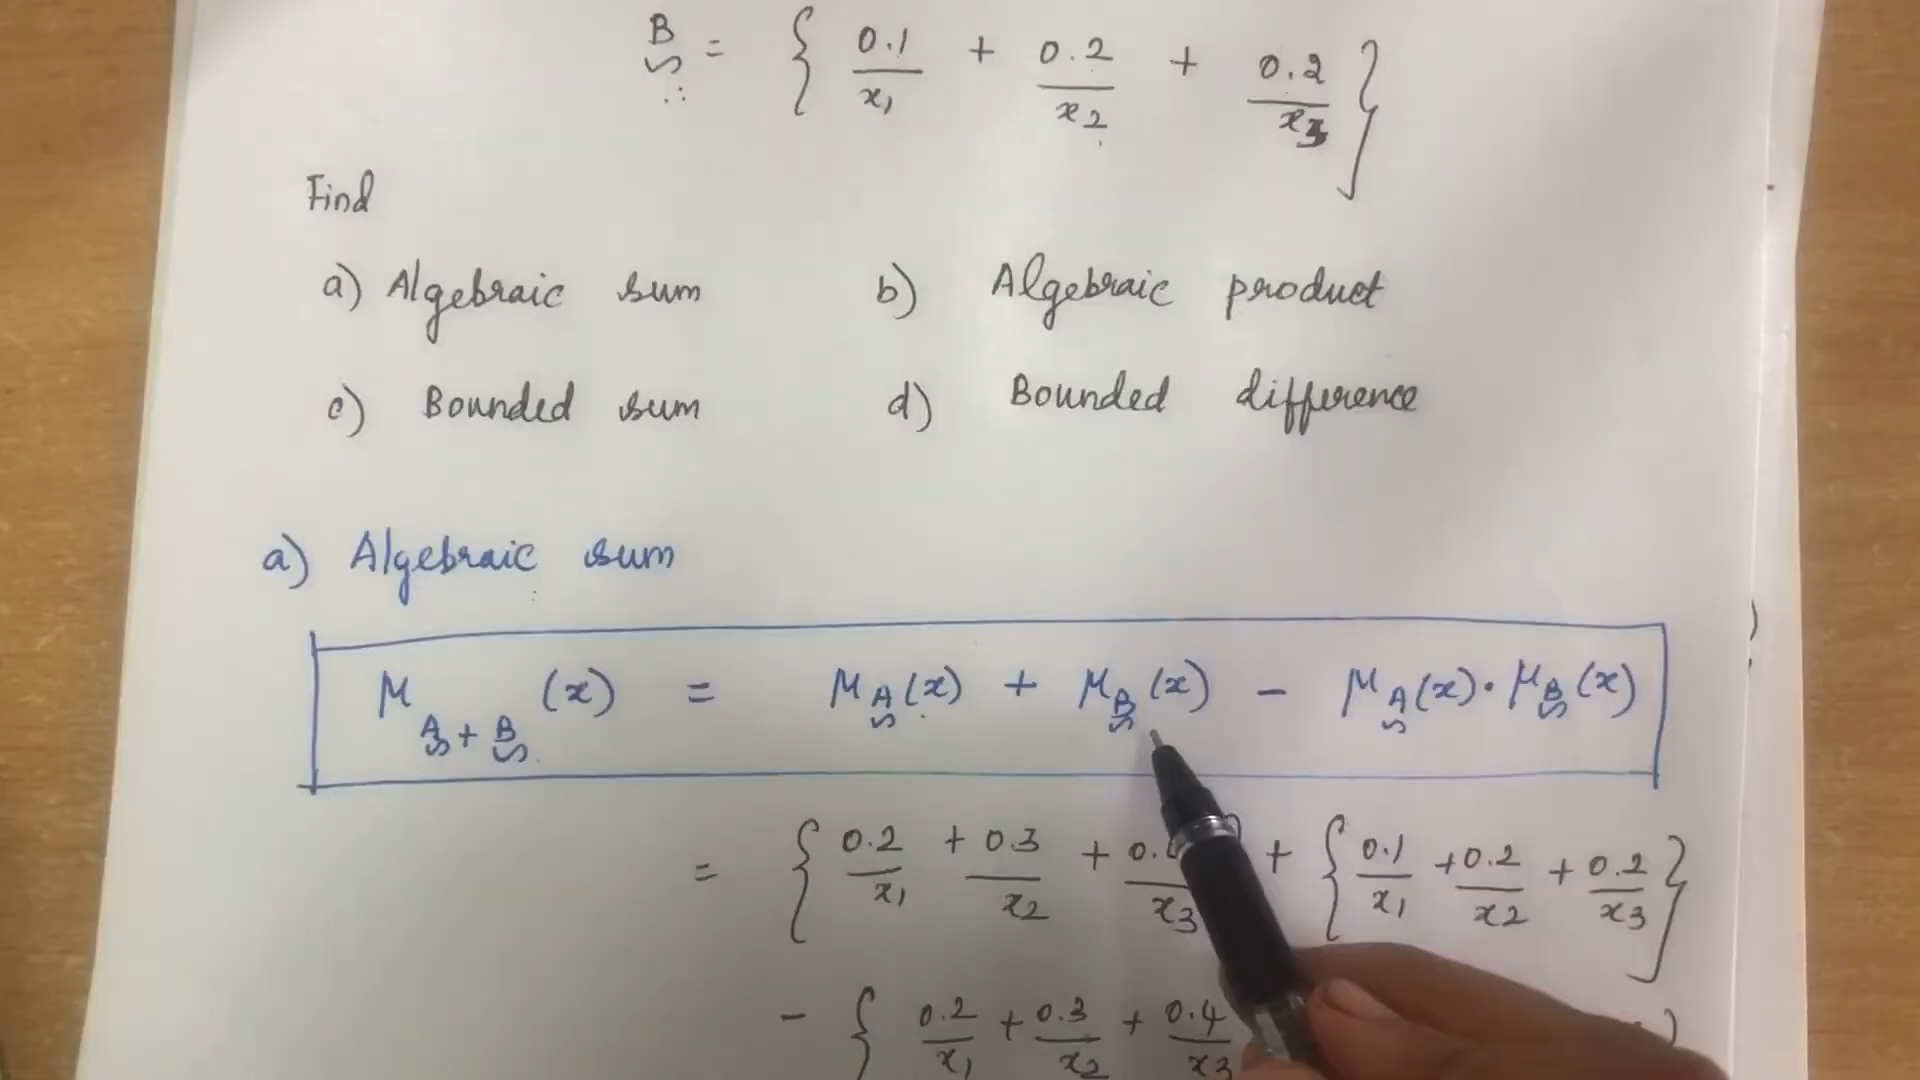 B = { 0.1/x1 + 0.2/x2 + 0.2/x3 }
Find
a) Algebraic sum b) Algebraic product
c) Bounded sum d) Bounded difference
a) Algebraic sum
μ A+B (x) = μA(x) + μB(x) - μA(x) · μB(x)
= { 0.2/x1 + 0.3/x2 + 0. /x3 } + { 0.1/x1 + 0.2/x2 + 0.2/x3 }
- { 0.2/x1 + 0.3/x2 + 0.4/x3